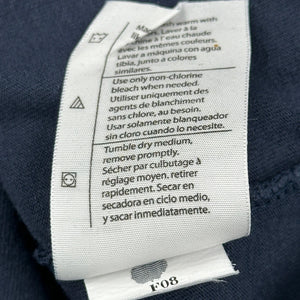 warm with
Laver à la
à l'eau chaude
avec les mêmes couleurs.
Lavar a máquina con agua
tibia, junto a colores
similares.
Use only non-chlorine
bleach when needed.
Utiliser uniquement des
agents de blanchiment
sans chlore, au besoin.
Usar solamente blanqueador
sin cloro cuando lo necesite.
Tumble dry medium,
remove promptly.
Sécher par culbutage à
réglage moyen, retirer
rapidement. Secar en
secadora en ciclo medio,
y sacar inmediatamente.
F08